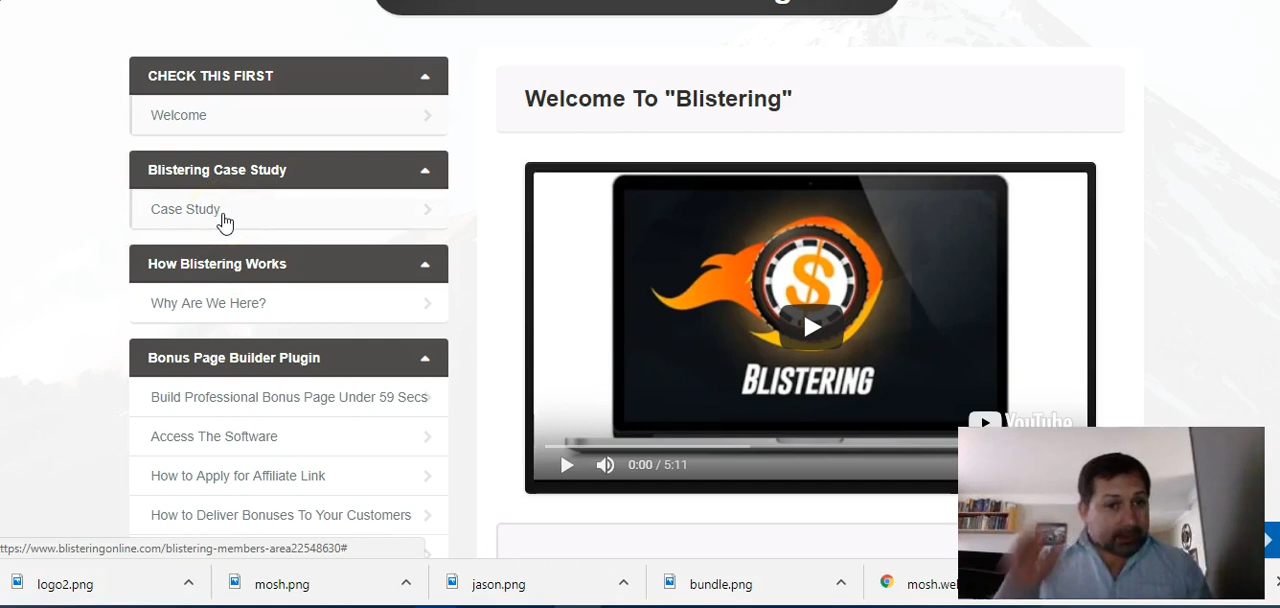 CHECK THIS FIRST
Welcome
Blistering Case Study
Case Study
How Blistering Works
Why Are We Here?
Bonus Page Builder Plugin
Build Professional Bonus Page Under 59 Secs
Access The Software
How to Apply for Affiliate Link
How to Deliver Bonuses To Your Customers
Welcome To "Blistering"
$
BLISTERING
YouTube
0:00 / 5:11
ttps://www.blisteringonline.com/blistering-members-area22548630#
logo2.png
mosh.png
jason.png
bundle.png
mosh.we